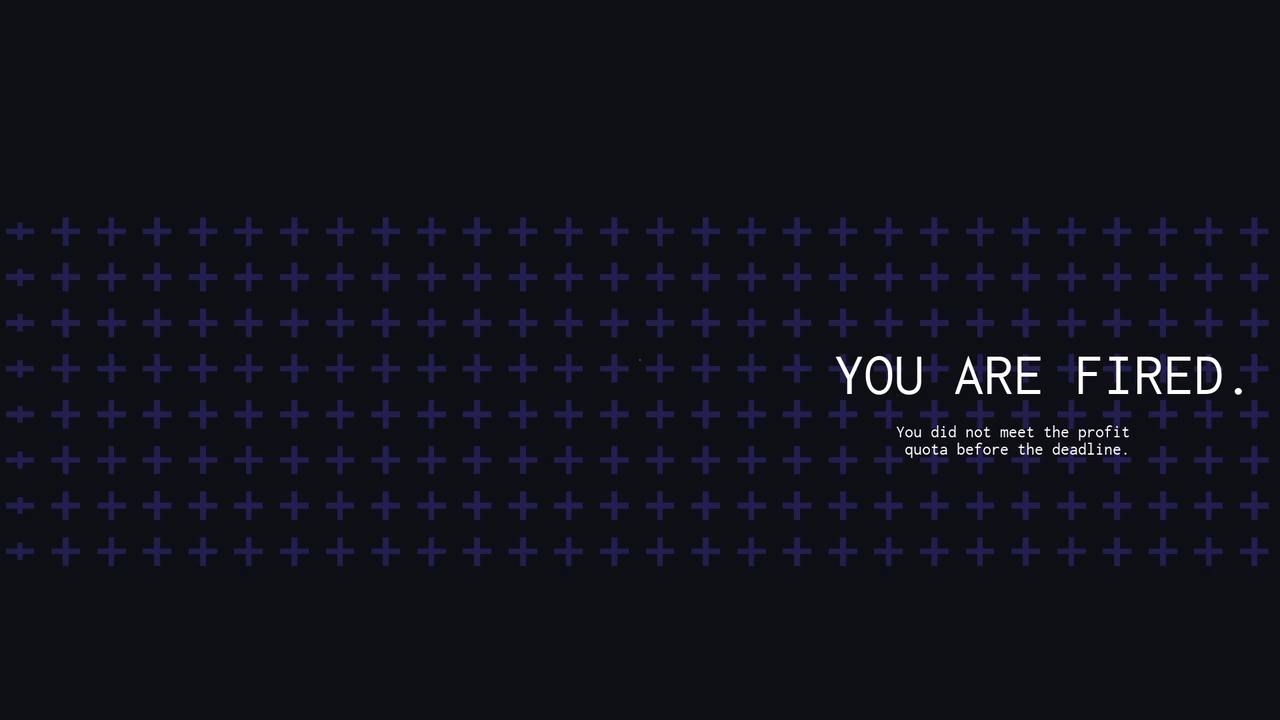 YOU ARE FIRED.
You did not meet the profit
quota before the deadline.